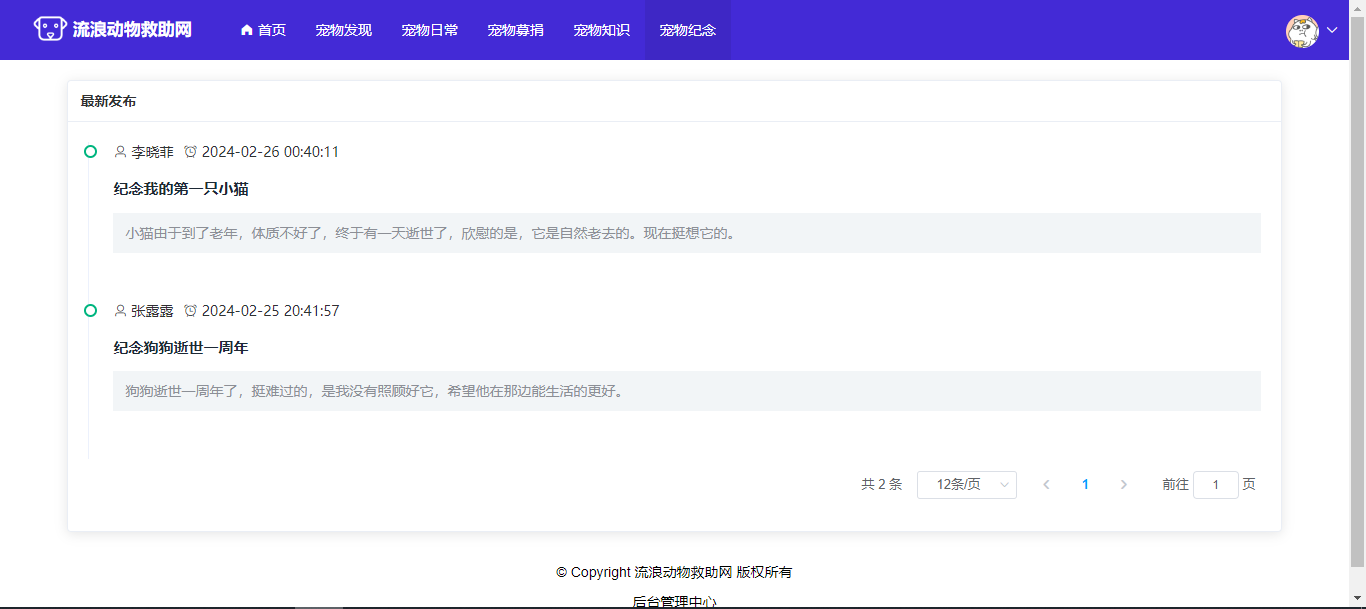 流浪动物救助网 首页 宠物发现 宠物日常 宠物募捐 宠物知识 宠物纪念
最新发布
李晓菲 2024-02-26 00:40:11
纪念我的第一只小猫
小猫由于到了老年，体质不好了，终于有一天逝世了，欣慰的是，它是自然老去的。现在挺想它的。
张露露 2024-02-25 20:41:57
纪念狗狗逝世一周年
狗狗逝世一周年了，挺难过的，是我没有照顾好它，希望他在那边能生活的更好。
共 2 条 12条/页 1 前往 1 页
© Copyright 流浪动物救助网 版权所有
后台管理中心